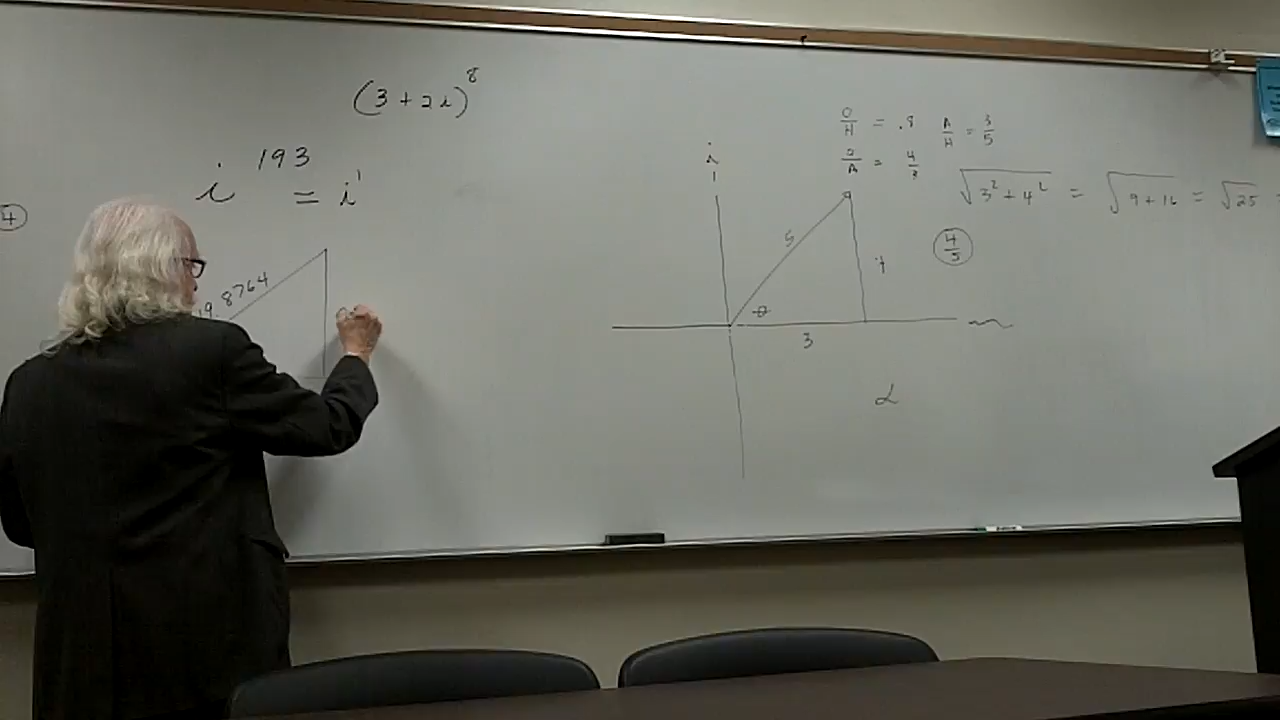 (3+2i)^8
i^193 = i^1
④
19.8764
i
O/H = .8 A/H = 3/5
O/A = 4/3
√(3²+4²) = √(9+16) = √25 =
5
4
4/5
θ
3
α